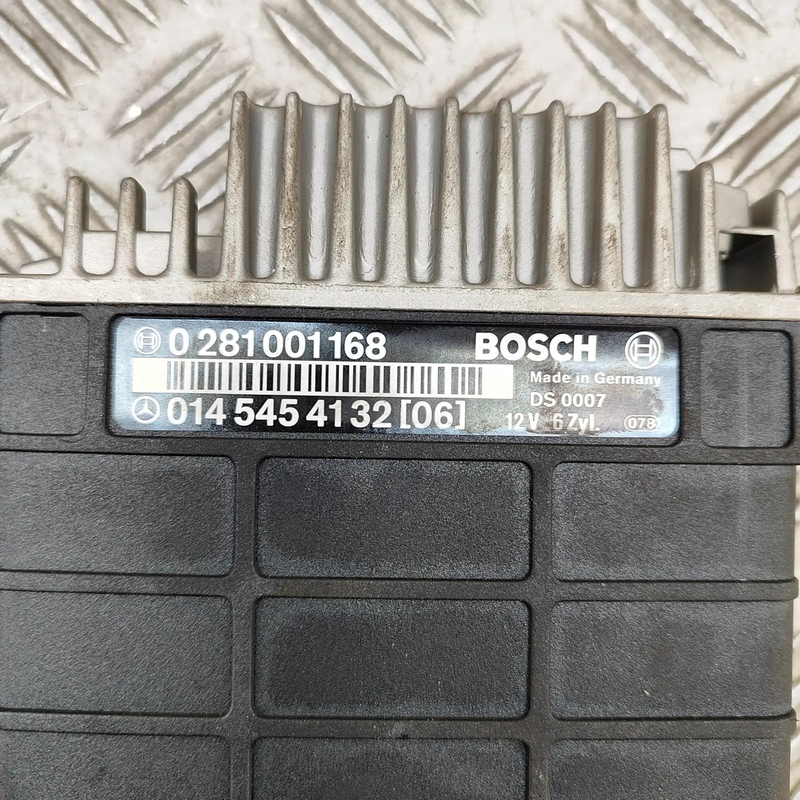 0 281 001 168 BOSCH
Made in Germany
DS 0007
014 545 41 32 [06] 12V 6 Zyl. 078